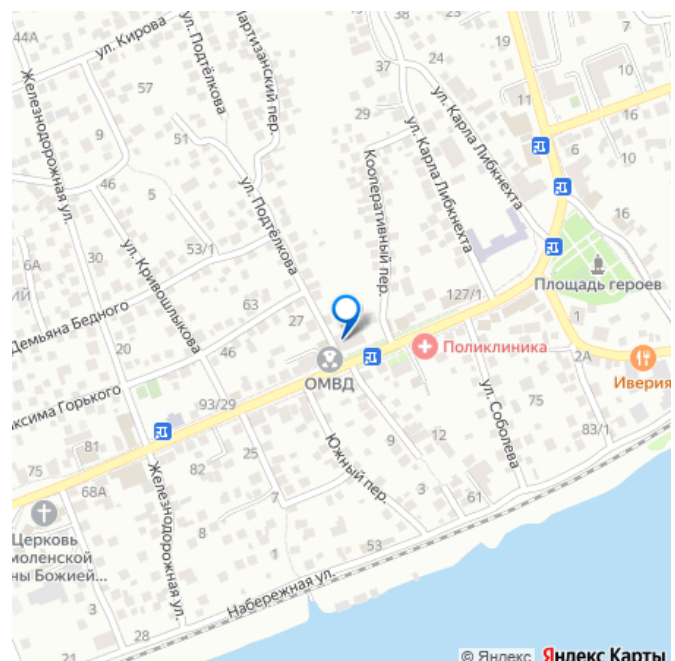 44А
ул. Кирова
ул. Подтёлкова
Партизанский пер.
23
38
10
37
24
7
57
11
10
Железнодорожная ул.
9
51
29
ул. Карла Либкнехта
ул. Карла Либкнехта
16
6
46
5
Кооперативный пер.
ул. Подтёлкова
16
6А
30
53/1
ул. Кривошлыкова
Площадь героев
127/1
Демьяна Бедного
63
27
1
20
46
Поликлиника
2А
ОМВД
Иверия
ксима Горького
93/29
75
81
9
ул. Соболева
83/1
25
12
75
82
Южный пер.
68А
7
3
61
Железнодорожная ул.
8
Церковь
моленской
ны Божией...
53
1
3
Набережная ул.
28
21
© Яндекс Яндекс Карты